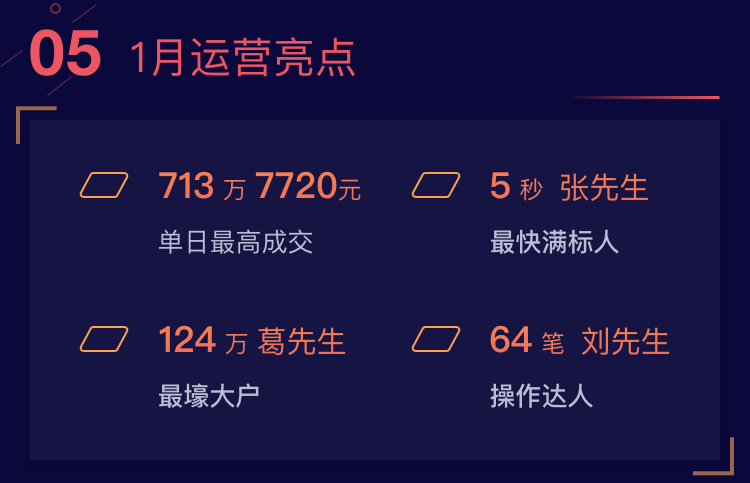 05 1月运营亮点
713 万 7720元
单日最高成交
5 秒 张先生
最快满标人
124 万 葛先生
最壕大户
64 笔 刘先生
操作达人